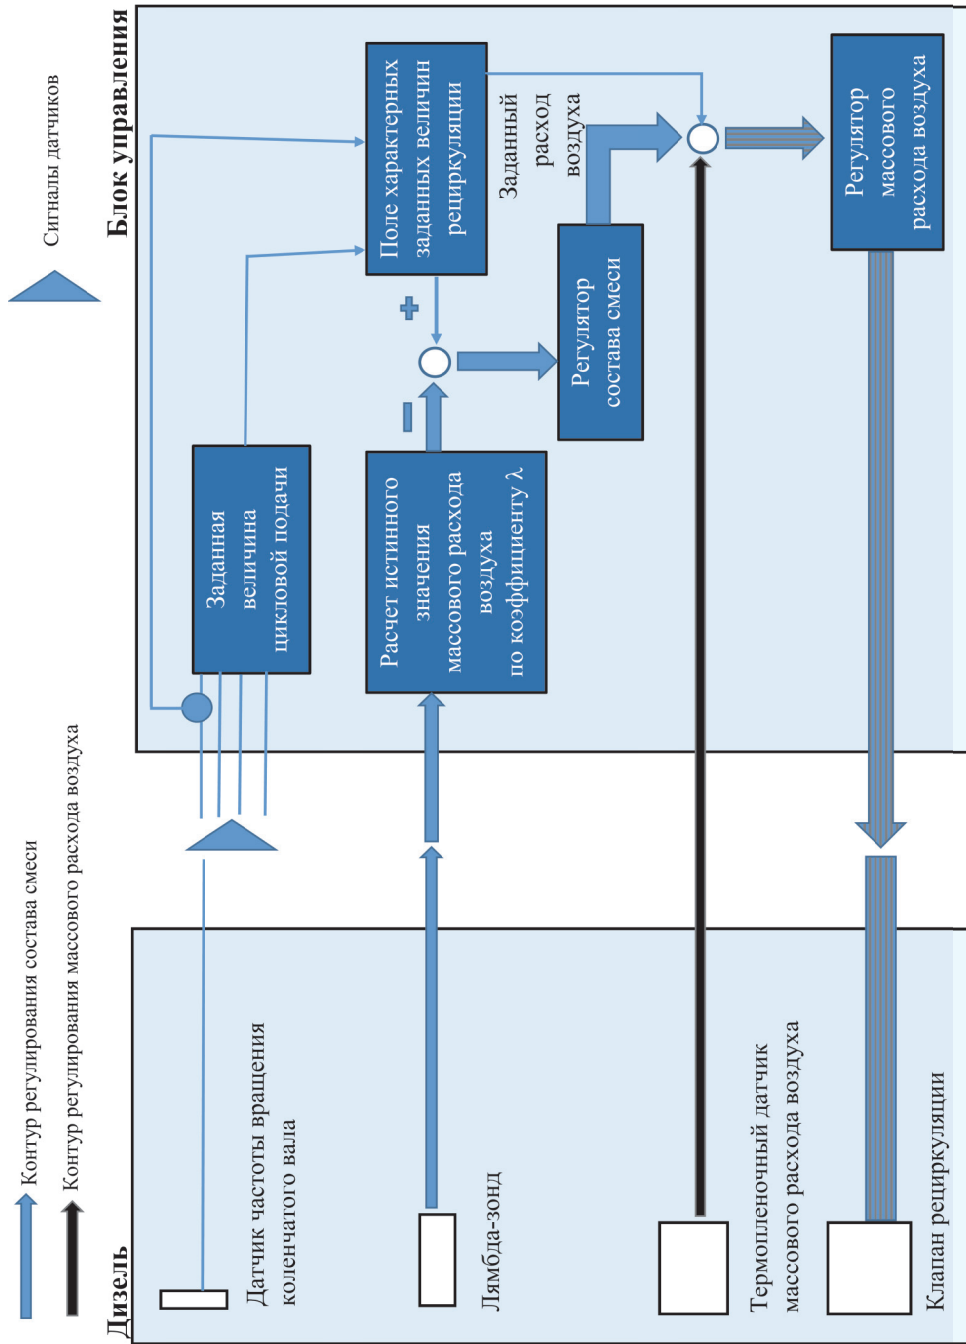 Контур регулирования состава смеси
Контур регулирования массового расхода воздуха
Сигналы датчиков
Дизель
Блок управления
Датчик частоты вращения
коленчатого вала
Заданная
величина
цикловой подачи
Поле характерных
заданных величин
рециркуляции
Лямбда-зонд
Расчет истинного
значения
массового расхода
воздуха
по коэффициенту λ
Заданный
расход
воздуха
Регулятор
состава смеси
Термопленочный датчик
массового расхода воздуха
Регулятор
массового
расхода воздуха
Клапан рециркуляции